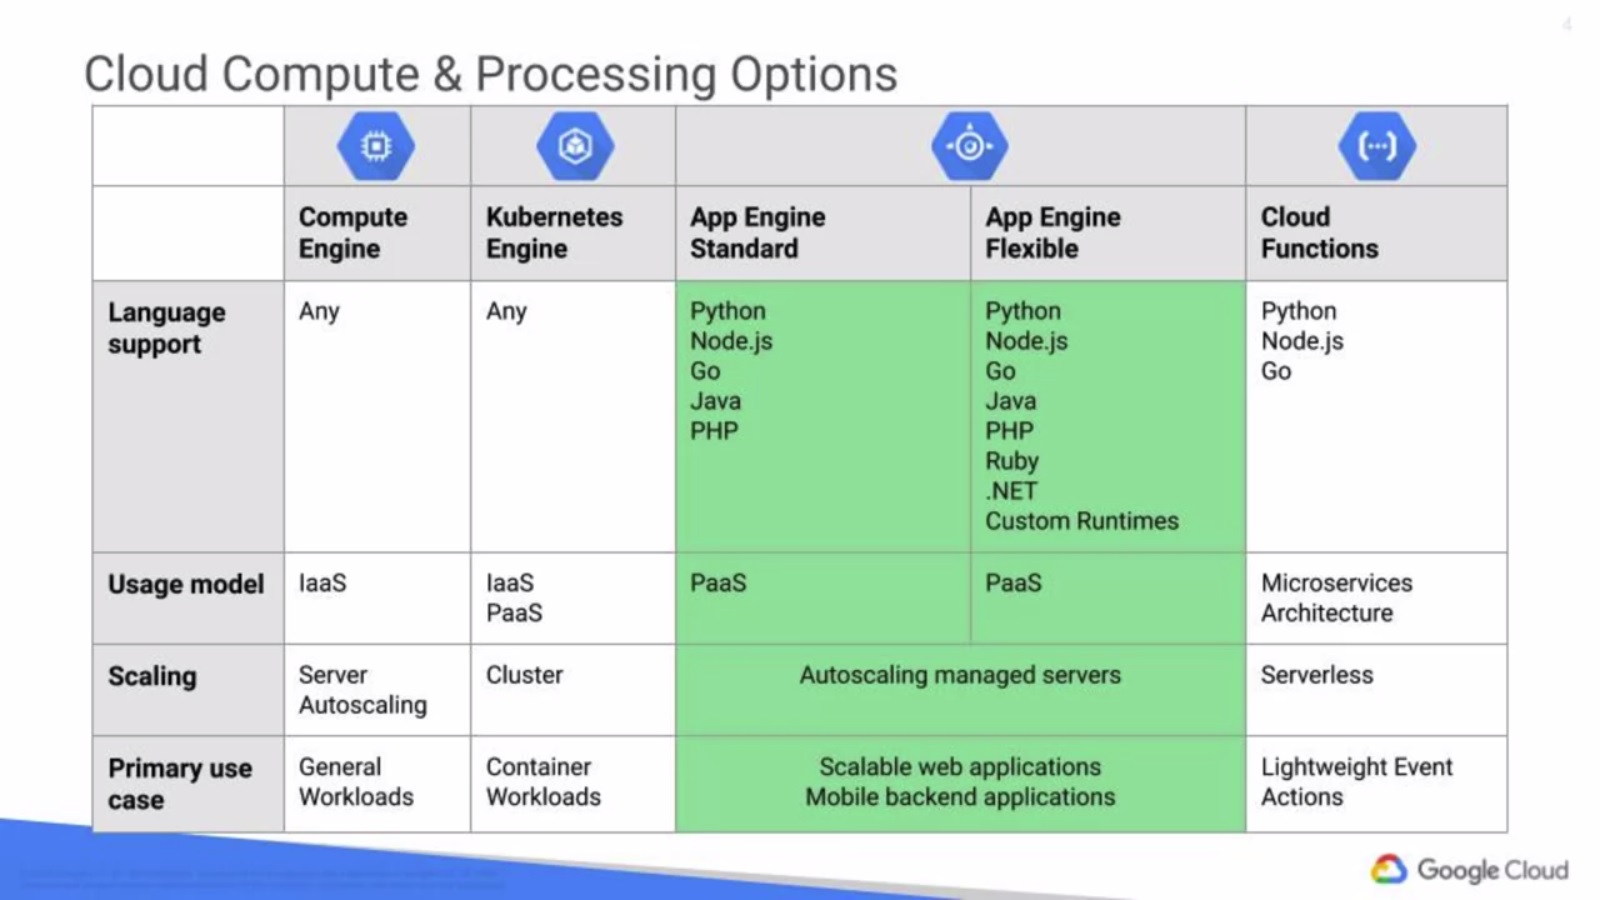 4
Cloud Compute & Processing Options
Compute
Engine
Kubernetes
Engine
App Engine
Standard
App Engine
Flexible
Cloud
Functions
Language
support
Any
Any
Python
Node.js
Go
Java
PHP
Python
Node.js
Go
Java
PHP
Ruby
.NET
Custom Runtimes
Python
Node.js
Go
Usage model
IaaS
IaaS
PaaS
PaaS
PaaS
Microservices
Architecture
Scaling
Server
Autoscaling
Cluster
Autoscaling managed servers
Serverless
Primary use
case
General
Workloads
Container
Workloads
Scalable web applications
Mobile backend applications
Lightweight Event
Actions
Google Cloud